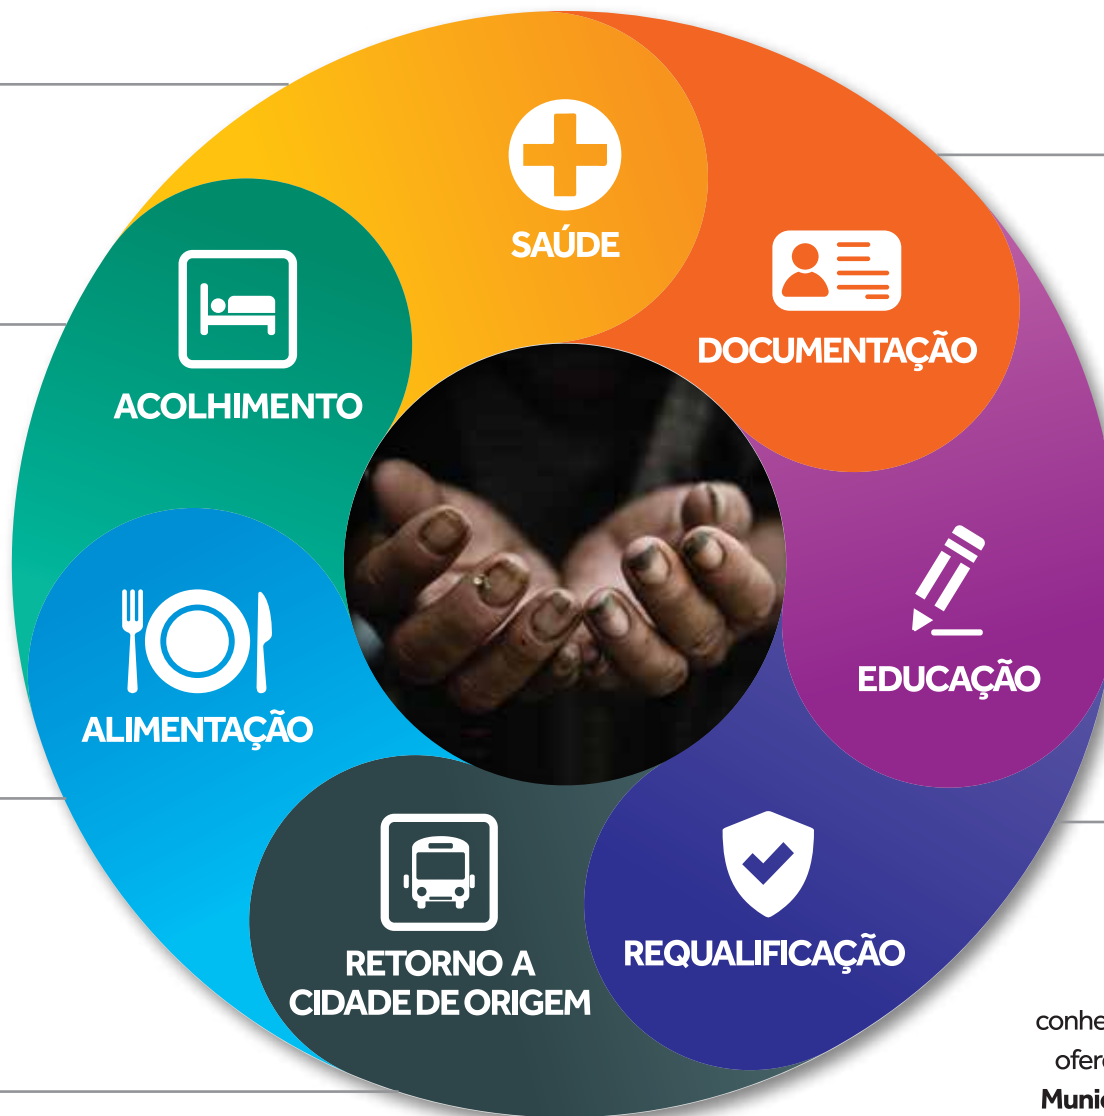 SAÚDE
DOCUMENTAÇÃO
ACOLHIMENTO
EDUCAÇÃO
ALIMENTAÇÃO
REQUALIFICAÇÃO
RETORNO A
CIDADE DE ORIGEM